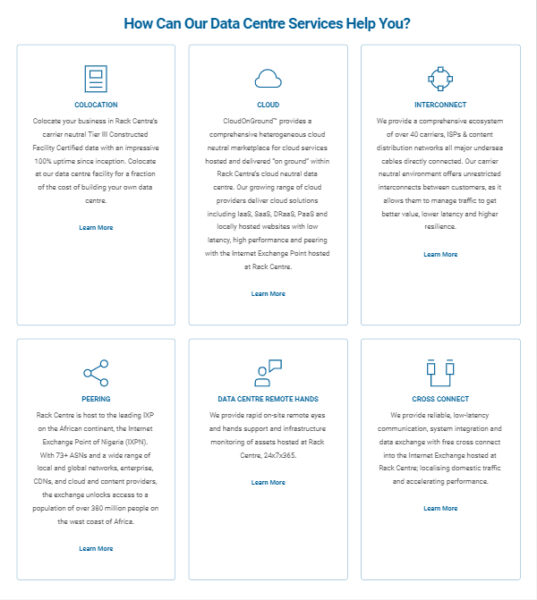 How Can Our Data Centre Services Help You?
COLOCATION
Colocate your business in Rack Centre's
carrier neutral Tier III Constructed
Facility Certified data with an impressive
100% uptime since inception. Colocate
at our data centre facility for a fraction
of the cost of building your own data
centre.
Learn More
CLOUD
CloudOnGround™ provides a
comprehensive heterogeneous cloud
neutral marketplace for cloud services
hosted and delivered "on ground" within
Rack Centre's cloud neutral data
centre. Our growing range of cloud
providers deliver cloud solutions
including IaaS, SaaS, DRaaS, PaaS and
locally hosted websites with low
latency, high performance and peering
with the Internet Exchange Point hosted
at Rack Centre.
Learn More
INTERCONNECT
We provide a comprehensive ecosystem
of over 40 carriers, ISPs & content
distribution networks all major undersea
cables directly connected. Our carrier
neutral environment offers unrestricted
interconnects between customers, as it
allows them to manage traffic to get
better value, lower latency and higher
resilience.
Learn More
PEERING
Rack Centre is host to the leading IXP
on the African continent, the Internet
Exchange Point of Nigeria (IXPN).
With 73+ ASNs and a wide range of
local and global networks, enterprise,
CDNs, and cloud and content providers,
the exchange unlocks access to a
population of over 380 million people on
the west coast of Africa.
Learn More
DATA CENTRE REMOTE HANDS
We provide rapid on-site remote eyes
and hands support and infrastructure
monitoring of assets hosted at Rack
Centre, 24x7x365.
Learn More
CROSS CONNECT
We provide reliable, low-latency
communication, system integration and
data exchange with free cross connect
into the Internet Exchange hosted at
Rack Centre; localising domestic traffic
and accelerating performance.
Learn More